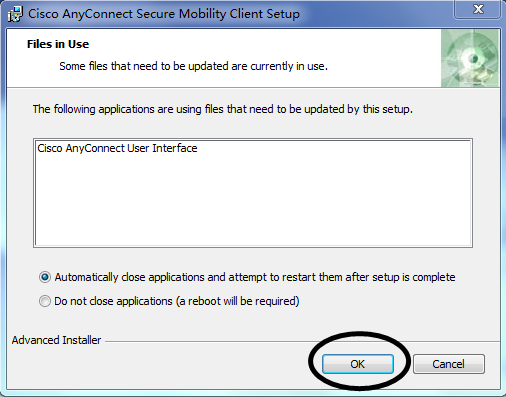 Cisco AnyConnect Secure Mobility Client Setup
Files in Use
Some files that need to be updated are currently in use.
The following applications are using files that need to be updated by this setup.
Cisco AnyConnect User Interface
Automatically close applications and attempt to restart them after setup is complete
Do not close applications (a reboot will be required)
Advanced Installer
OK Cancel